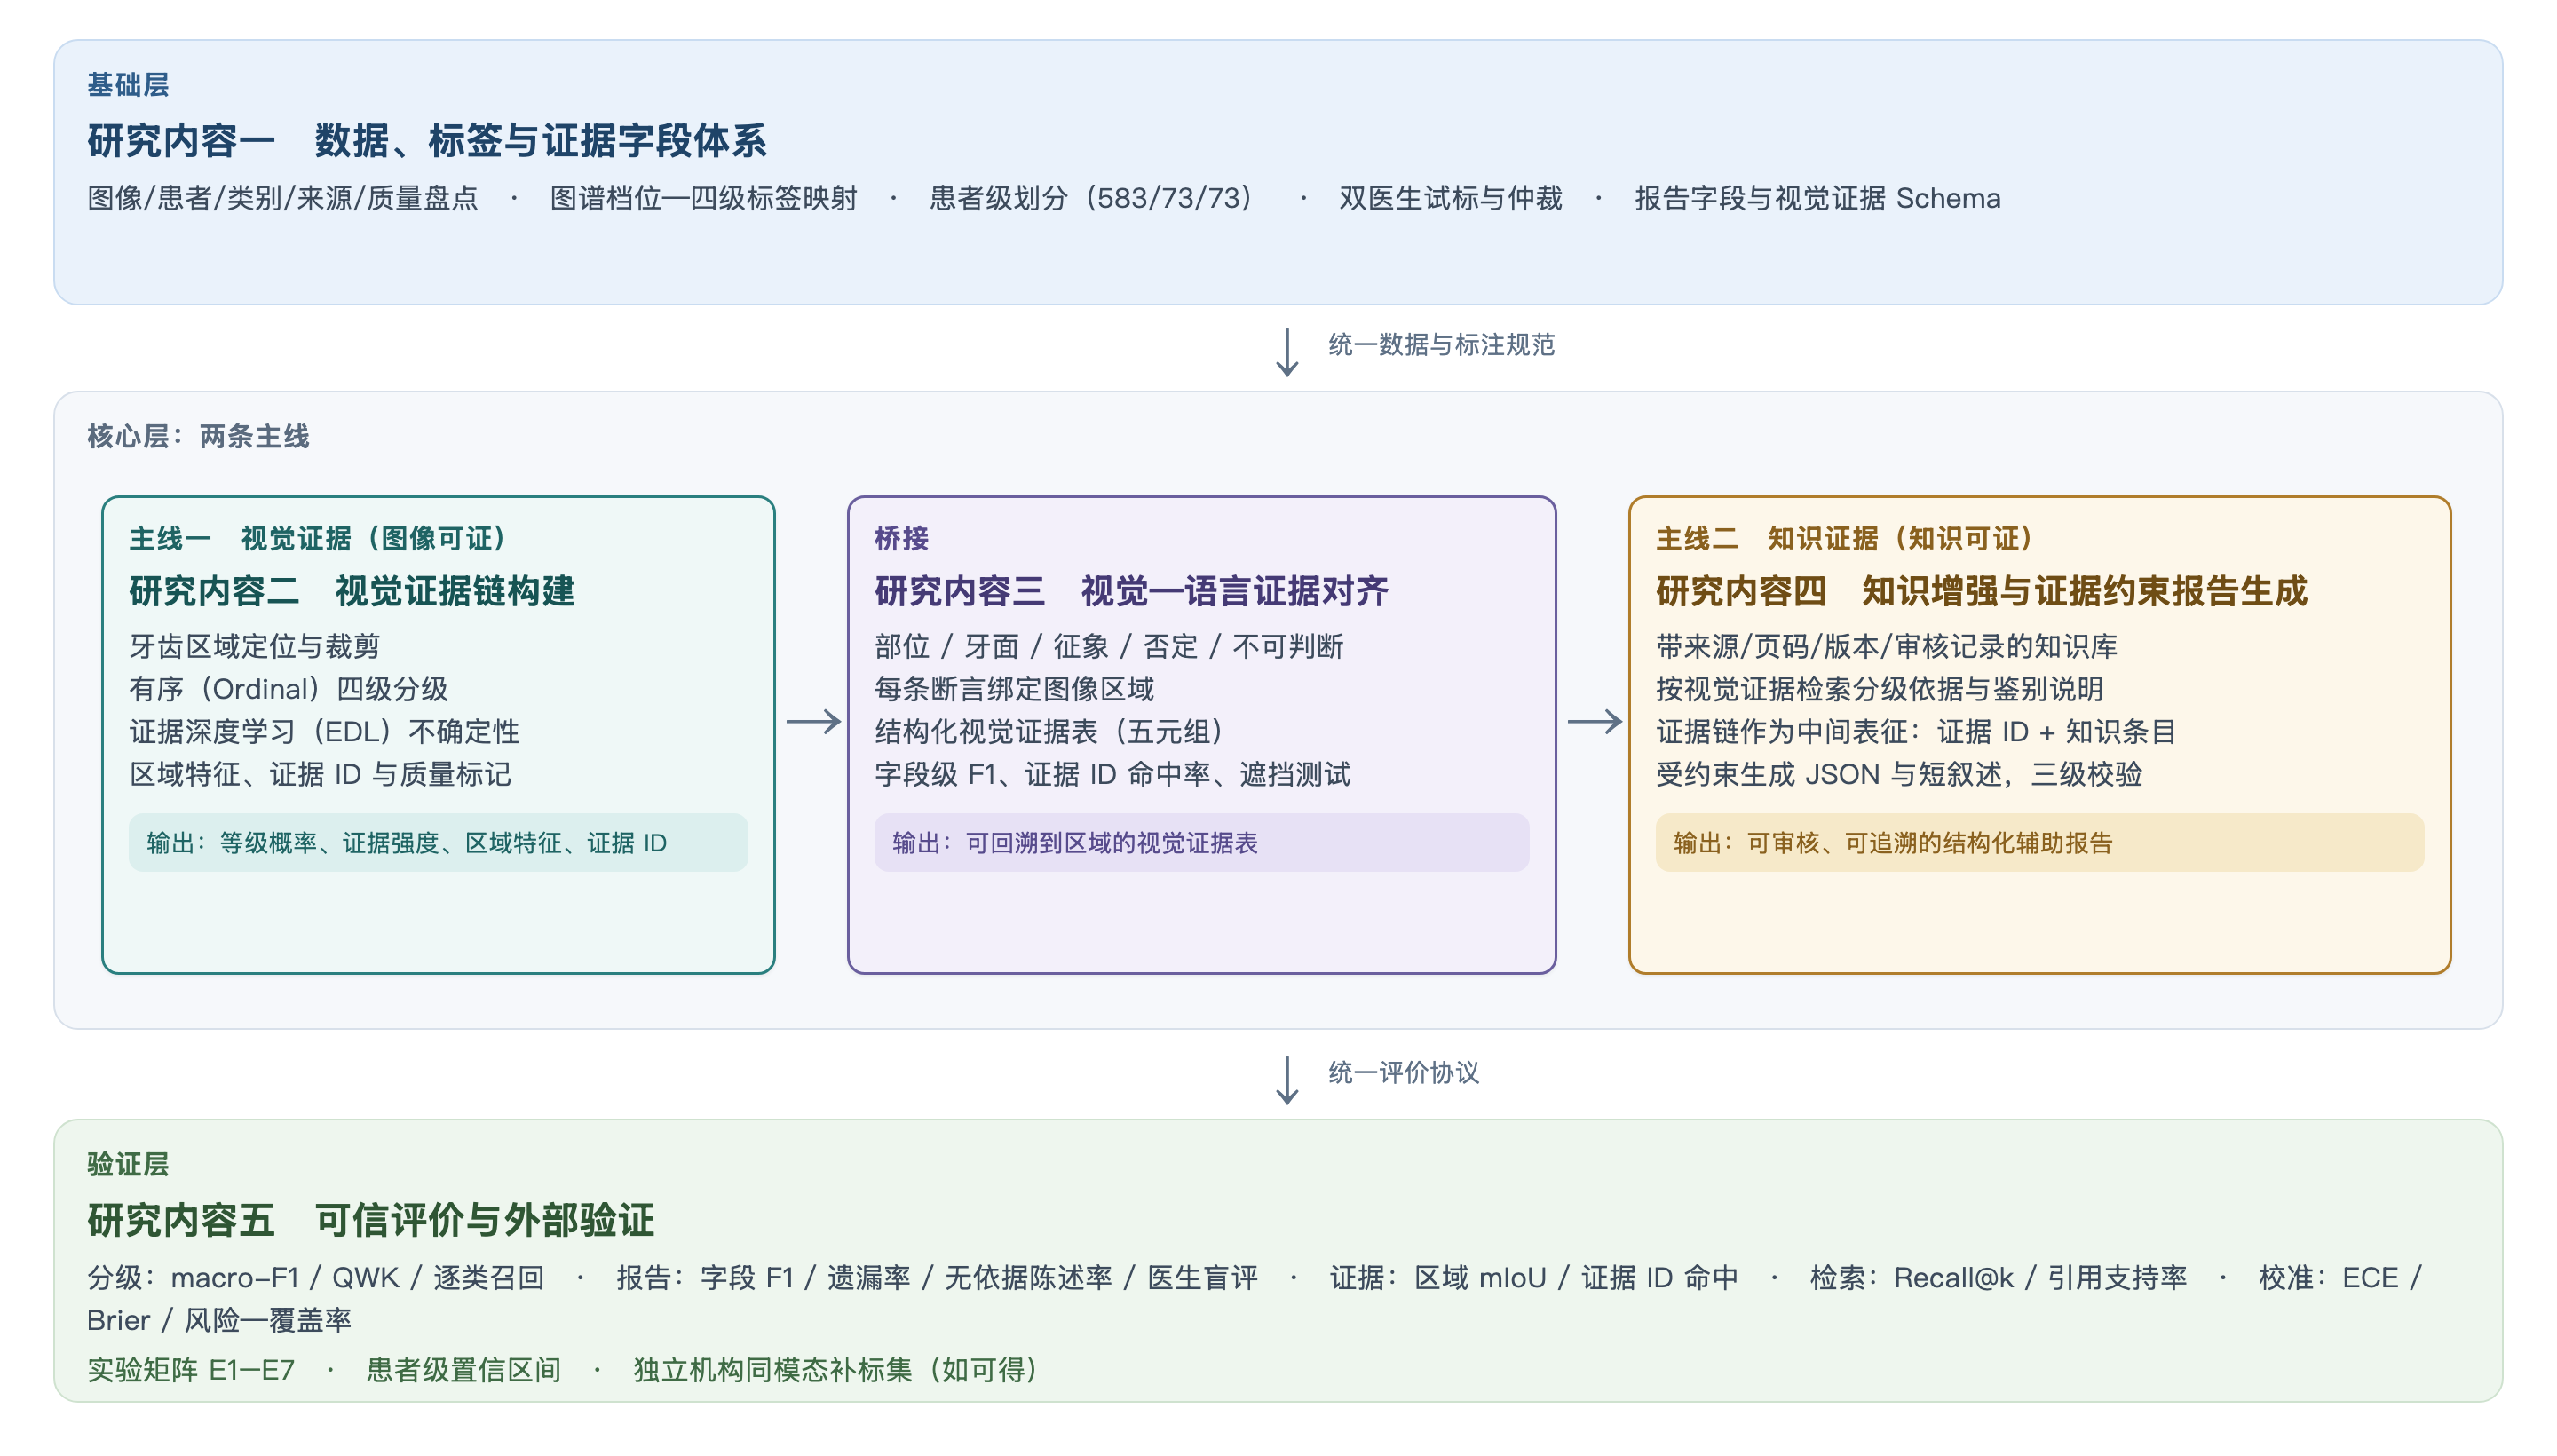 基础层
研究内容一　数据、标签与证据字段体系
图像/患者/类别/来源/质量盘点　·　图谱档位—四级标签映射　·　患者级划分（583/73/73）　·　双医生试标与仲裁　·　报告字段与视觉证据 Schema
统一数据与标注规范
核心层：两条主线
主线一　视觉证据（图像可证）
研究内容二　视觉证据链构建
牙齿区域定位与裁剪
有序（Ordinal）四级分级
证据深度学习（EDL）不确定性
区域特征、证据 ID 与质量标记
输出：等级概率、证据强度、区域特征、证据 ID
桥接
研究内容三　视觉—语言证据对齐
部位 / 牙面 / 征象 / 否定 / 不可判断
每条断言绑定图像区域
结构化视觉证据表（五元组）
字段级 F1、证据 ID 命中率、遮挡测试
输出：可回溯到区域的视觉证据表
主线二　知识证据（知识可证）
研究内容四　知识增强与证据约束报告生成
带来源/页码/版本/审核记录的知识库
按视觉证据检索分级依据与鉴别说明
证据链作为中间表征：证据 ID + 知识条目
受约束生成 JSON 与短叙述，三级校验
输出：可审核、可追溯的结构化辅助报告
统一评价协议
验证层
研究内容五　可信评价与外部验证
分级：macro-F1 / QWK / 逐类召回　·　报告：字段 F1 / 遗漏率 / 无依据陈述率 / 医生盲评　·　证据：区域 mIoU / 证据 ID 命中　·　检索：Recall@k / 引用支持率　·　校准：ECE /
Brier / 风险—覆盖率
实验矩阵 E1—E7　·　患者级置信区间　·　独立机构同模态补标集（如可得）